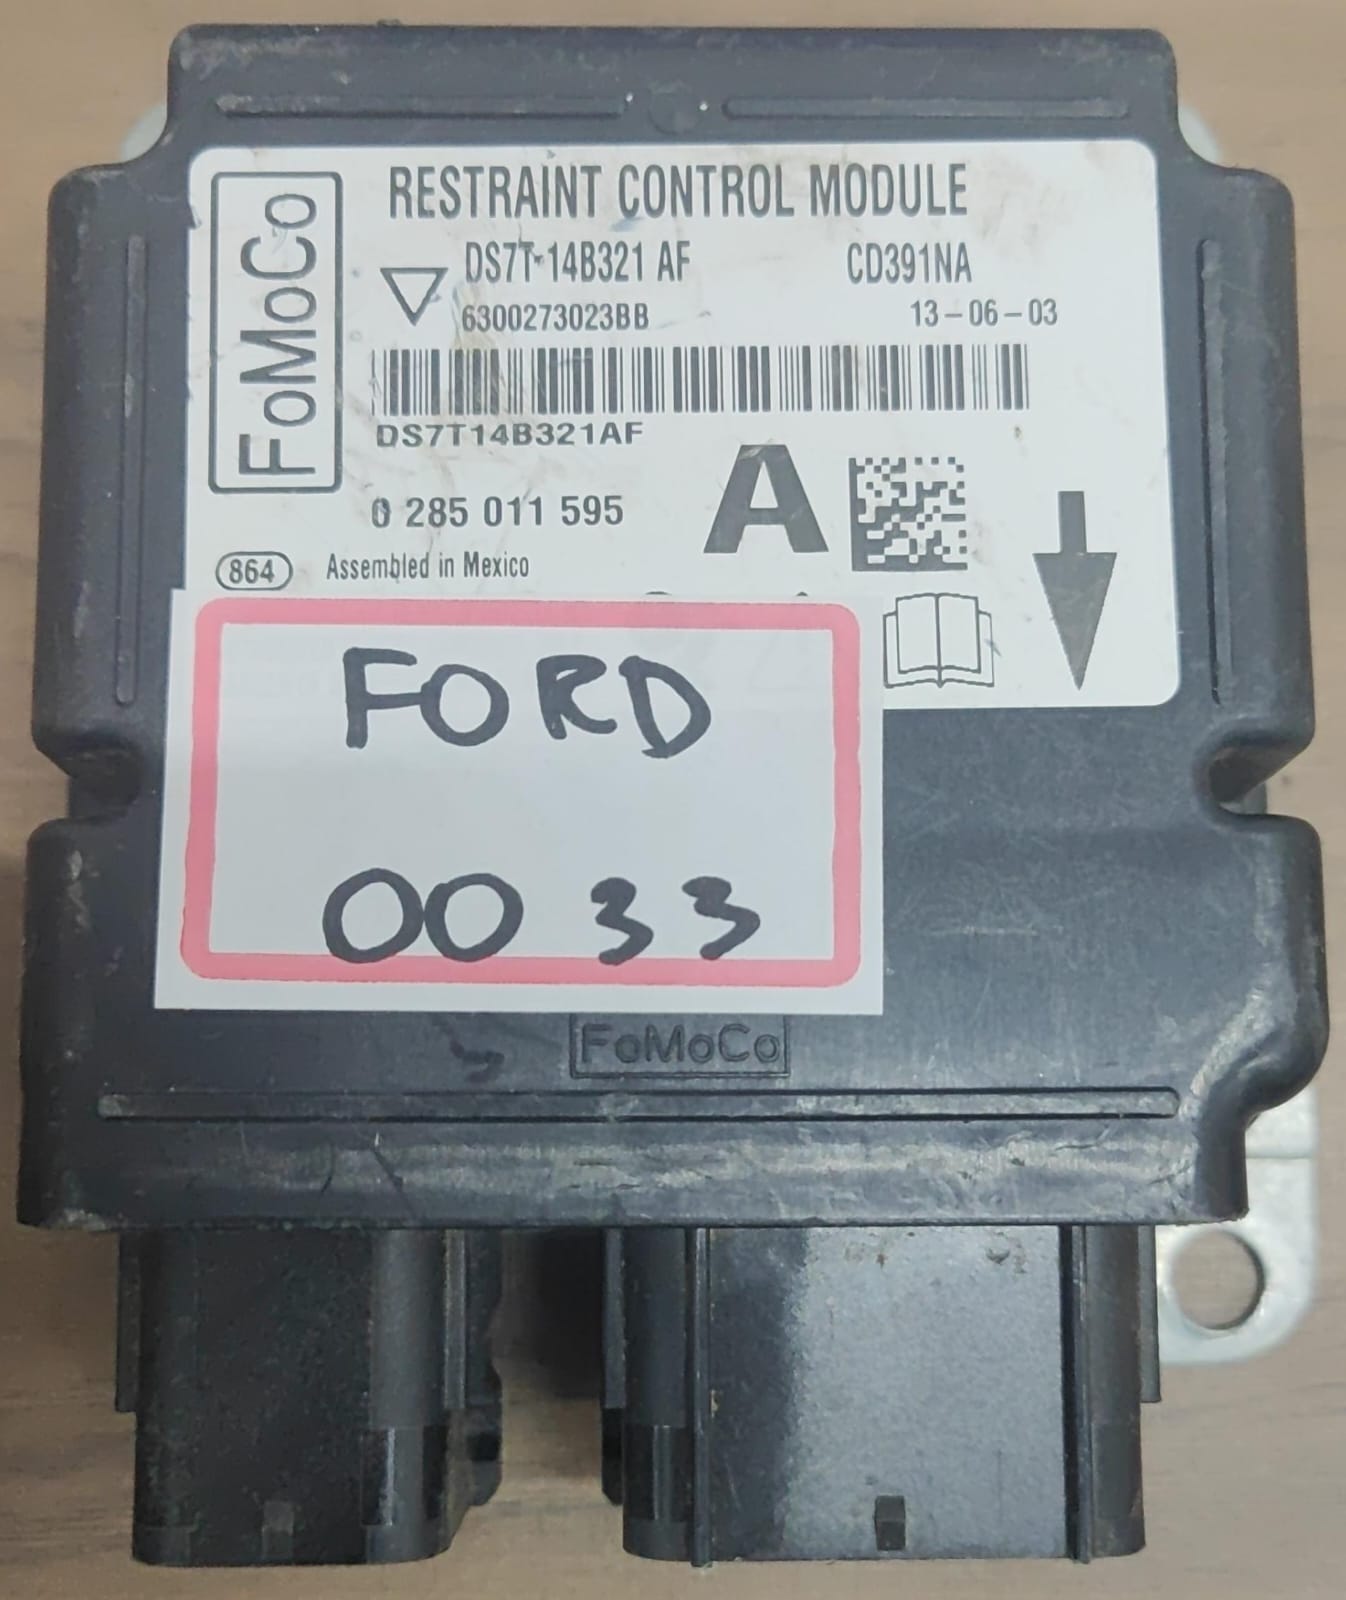 RESTRAINT CONTROL MODULE
FoMoCo
DS7T-14B321 AF CD391NA
6300273023BB 13-06-03
DS7T14B321AF
0 285 011 595 A
864 Assembled in Mexico
FORD
0033
FoMoCo